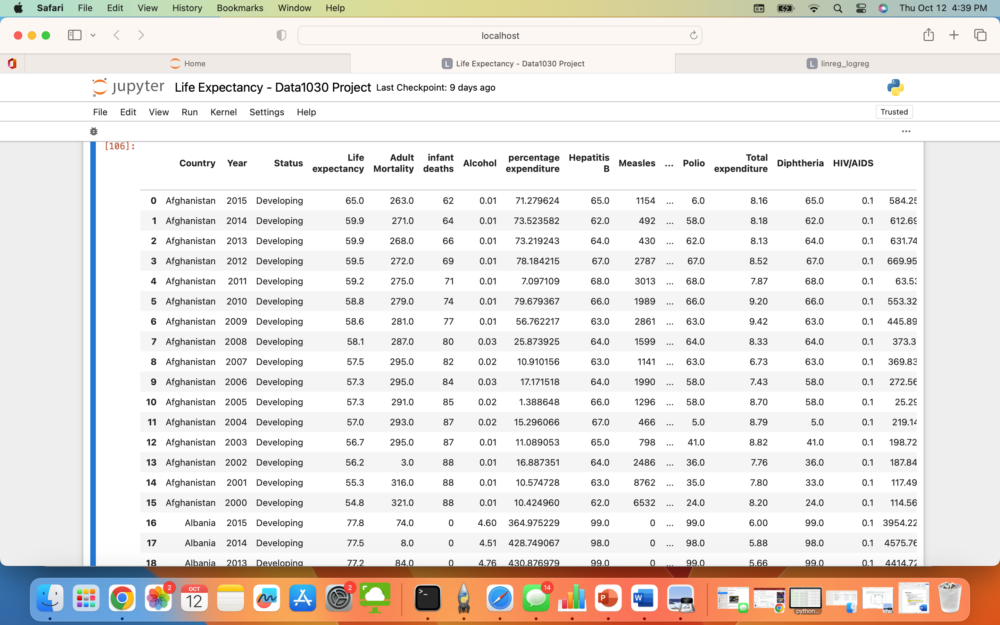 Safari File Edit View History Bookmarks Window Help Thu Oct 12 4:39 PM
localhost
Home L Life Expectancy - Data1030 Project L linreg_logreg
jupyter Life Expectancy - Data1030 Project Last Checkpoint: 9 days ago
File Edit View Run Kernel Settings Help Trusted
...
[106]:
Country Year Status Life expectancy Adult Mortality infant deaths Alcohol percentage expenditure Hepatitis B Measles ... Polio Total expenditure Diphtheria HIV/AIDS
0 Afghanistan 2015 Developing 65.0 263.0 62 0.01 71.279624 65.0 1154 ... 6.0 8.16 65.0 0.1 584.25
1 Afghanistan 2014 Developing 59.9 271.0 64 0.01 73.523582 62.0 492 ... 58.0 8.18 62.0 0.1 612.69
2 Afghanistan 2013 Developing 59.9 268.0 66 0.01 73.219243 64.0 430 ... 62.0 8.13 64.0 0.1 631.74
3 Afghanistan 2012 Developing 59.5 272.0 69 0.01 78.184215 67.0 2787 ... 67.0 8.52 67.0 0.1 669.95
4 Afghanistan 2011 Developing 59.2 275.0 71 0.01 7.097109 68.0 3013 ... 68.0 7.87 68.0 0.1 63.53
5 Afghanistan 2010 Developing 58.8 279.0 74 0.01 79.679367 66.0 1989 ... 66.0 9.20 66.0 0.1 553.32
6 Afghanistan 2009 Developing 58.6 281.0 77 0.01 56.762217 63.0 2861 ... 63.0 9.42 63.0 0.1 445.89
7 Afghanistan 2008 Developing 58.1 287.0 80 0.03 25.873925 64.0 1599 ... 64.0 8.33 64.0 0.1 373.3
8 Afghanistan 2007 Developing 57.5 295.0 82 0.02 10.910156 63.0 1141 ... 63.0 6.73 63.0 0.1 369.83
9 Afghanistan 2006 Developing 57.3 295.0 84 0.03 17.171518 64.0 1990 ... 58.0 7.43 58.0 0.1 272.56
10 Afghanistan 2005 Developing 57.3 291.0 85 0.02 1.388648 66.0 1296 ... 58.0 8.70 58.0 0.1 25.29
11 Afghanistan 2004 Developing 57.0 293.0 87 0.02 15.296066 67.0 466 ... 5.0 8.79 5.0 0.1 219.14
12 Afghanistan 2003 Developing 56.7 295.0 87 0.01 11.089053 65.0 798 ... 41.0 8.82 41.0 0.1 198.72
13 Afghanistan 2002 Developing 56.2 3.0 88 0.01 16.887351 64.0 2486 ... 36.0 7.76 36.0 0.1 187.84
14 Afghanistan 2001 Developing 55.3 316.0 88 0.01 10.574728 63.0 8762 ... 35.0 7.80 33.0 0.1 117.49
15 Afghanistan 2000 Developing 54.8 321.0 88 0.01 10.424960 62.0 6532 ... 24.0 8.20 24.0 0.1 114.56
16 Albania 2015 Developing 77.8 74.0 0 4.60 364.975229 99.0 0 ... 99.0 6.00 99.0 0.1 3954.22
17 Albania 2014 Developing 77.5 8.0 0 4.51 428.749067 98.0 0 ... 98.0 5.88 98.0 0.1 4575.76
18 Albania 2013 Developing 77.2 84.0 0 4.76 430.876979 99.0 0 ... 99.0 5.66 99.0 0.1 4414.72
2 OCT 12 2 >_ 14 P W python ...